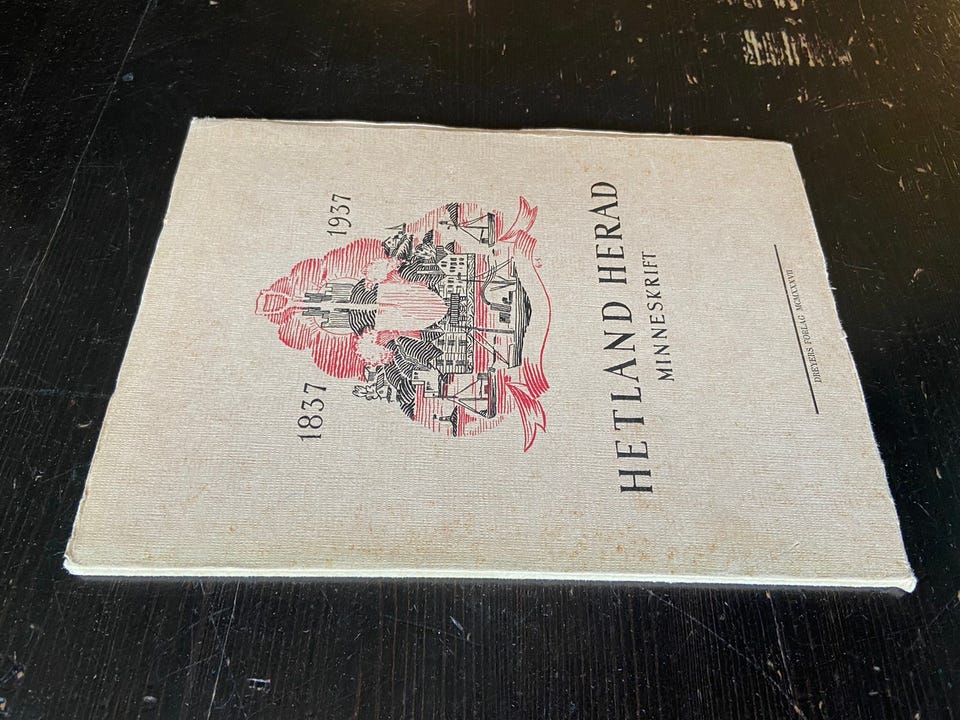 1837 1937
HETLAND HERAD
MINNESKRIFT
DREYERS FORLAG MCMXXXVII